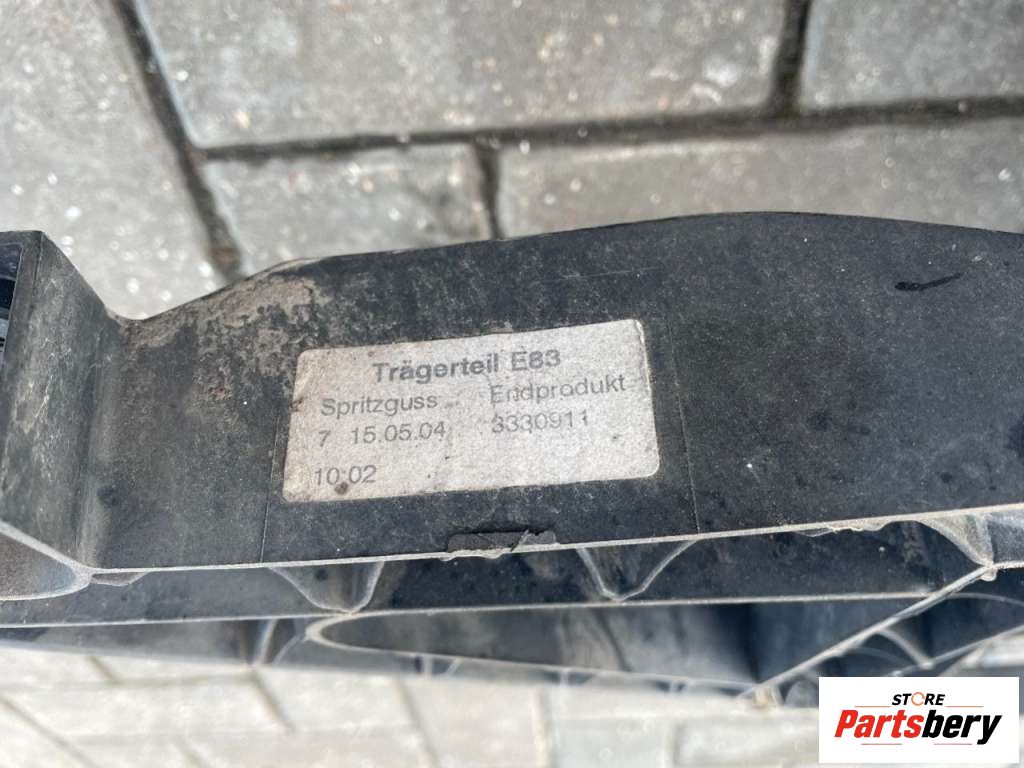 Trägerteil E83
Spritzguss Endprodukt
7 15.05.04 3330911
10:02
STORE
Partsbery